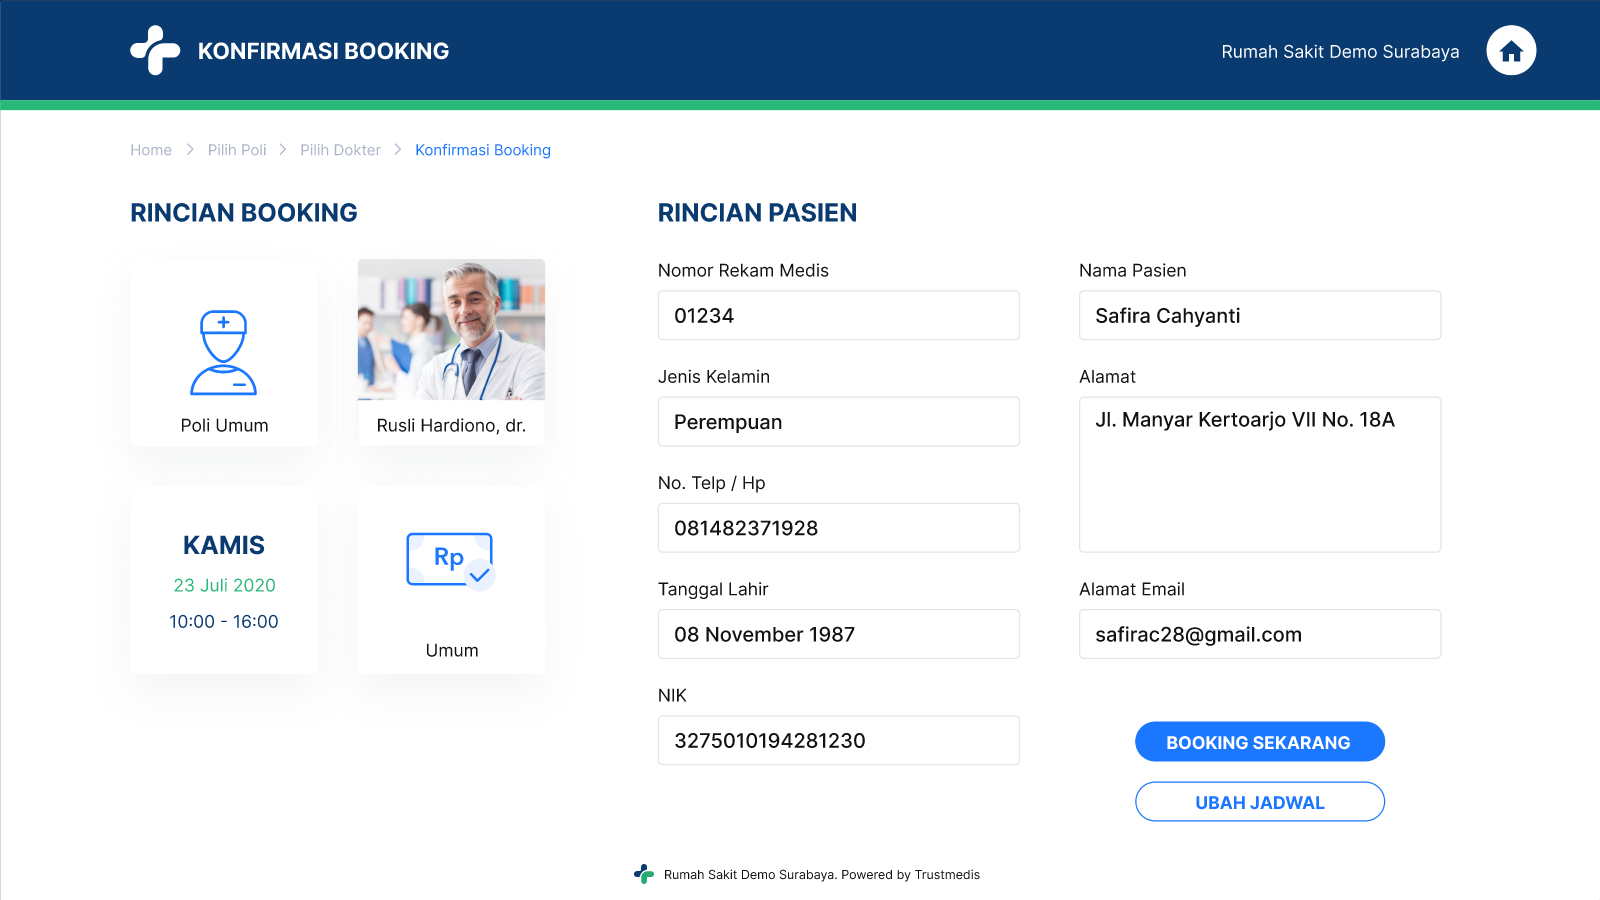 KONFIRMASI BOOKING
Rumah Sakit Demo Surabaya
Home > Pilih Poli > Pilih Dokter > Konfirmasi Booking
RINCIAN BOOKING
Poli Umum
Rusli Hardiono, dr.
KAMIS
23 Juli 2020
10:00 - 16:00
Rp
Umum
RINCIAN PASIEN
Nomor Rekam Medis
01234
Nama Pasien
Safira Cahyanti
Jenis Kelamin
Perempuan
Alamat
Jl. Manyar Kertoarjo VII No. 18A
No. Telp / Hp
081482371928
Tanggal Lahir
08 November 1987
Alamat Email
safirac28@gmail.com
NIK
3275010194281230
BOOKING SEKARANG
UBAH JADWAL
Rumah Sakit Demo Surabaya. Powered by Trustmedis